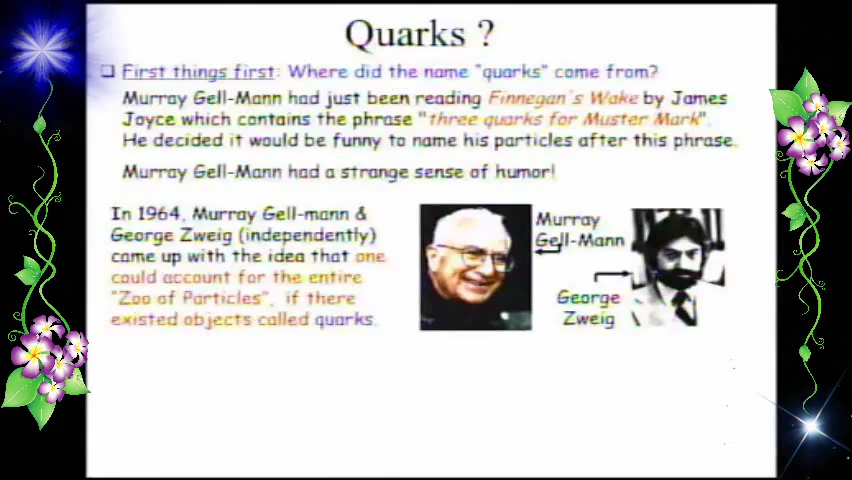 Quarks ?
First things first: Where did the name "quarks" come from?
Murray Gell-Mann had just been reading Finnegan's Wake by James
Joyce which contains the phrase "three quarks for Muster Mark".
He decided it would be funny to name his particles after this phrase.
Murray Gell-Mann had a strange sense of humor!
In 1964, Murray Gell-mann &
George Zweig (independently)
came up with the idea that one
could account for the entire
"Zoo of Particles", if there
existed objects called quarks.
Murray
Gell-Mann
George
Zweig